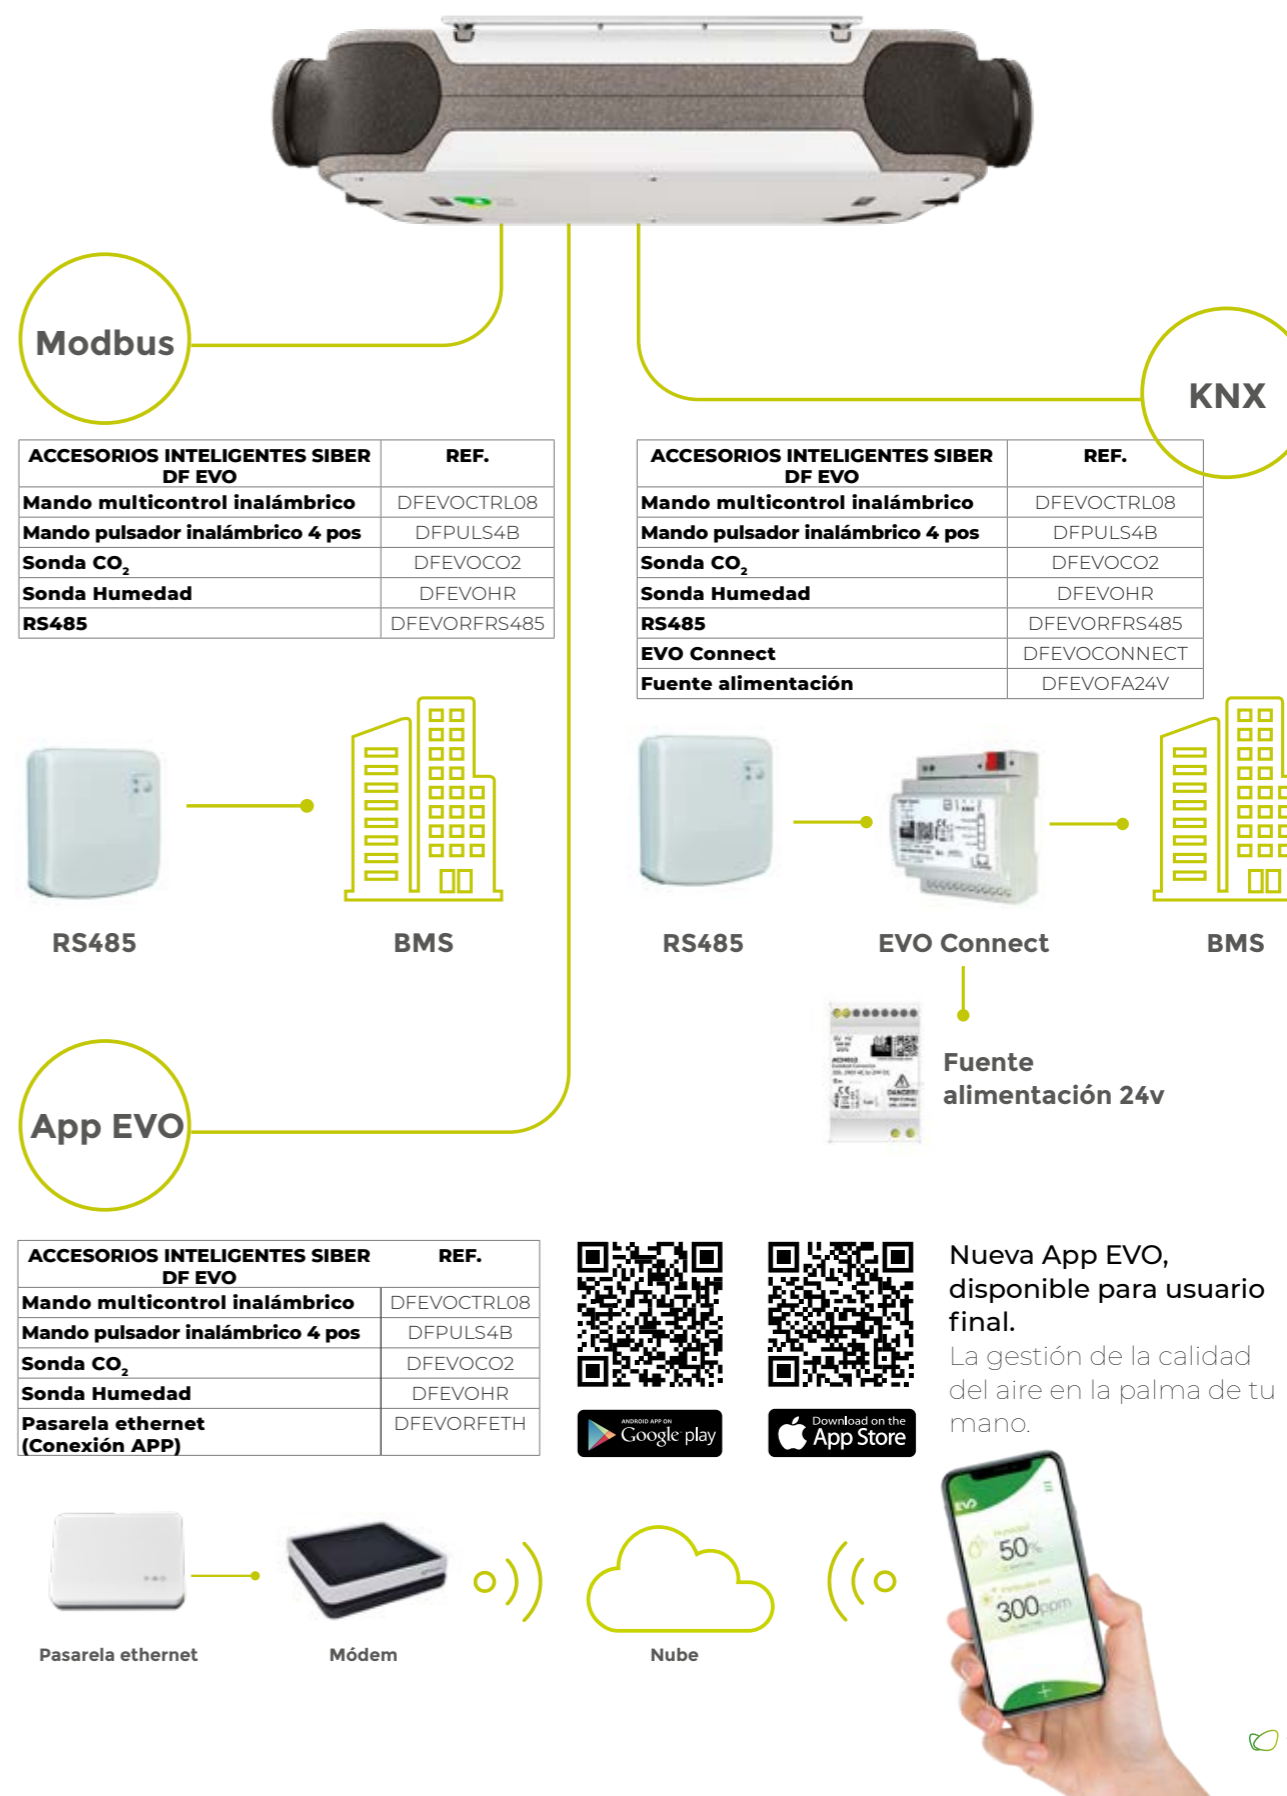 Modbus
KNX
ACCESORIOS INTELIGENTES SIBER DF EVO REF.
Mando multicontrol inalámbrico DFEVOCTRL08
Mando pulsador inalámbrico 4 pos DFPULS4B
Sonda CO₂ DFEVOCO2
Sonda Humedad DFEVOHR
RS485 DFEVORFRS485
ACCESORIOS INTELIGENTES SIBER DF EVO REF.
Mando multicontrol inalámbrico DFEVOCTRL08
Mando pulsador inalámbrico 4 pos DFPULS4B
Sonda CO₂ DFEVOCO2
Sonda Humedad DFEVOHR
RS485 DFEVORFRS485
EVO Connect DFEVOCONNECT
Fuente alimentación DFEVOFA24V
RS485
BMS
KNX
RS485
EVO Connect
BMS
DANGER!
Fuente
alimentación 24v
App EVO
ACCESORIOS INTELIGENTES SIBER DF EVO REF.
Mando multicontrol inalámbrico DFEVOCTRL08
Mando pulsador inalámbrico 4 pos DFPULS4B
Sonda CO₂ DFEVOCO2
Sonda Humedad DFEVOHR
Pasarela ethernet DFEVORFETH
(Conexión APP)
ANDROID APP ON
Google play
Download on the
App Store
Nueva App EVO,
disponible para usuario
final.
La gestión de la calidad
del aire en la palma de tu
mano.
EVO
Humedad
50%
300ppm
Pasarela ethernet
Módem
Nube